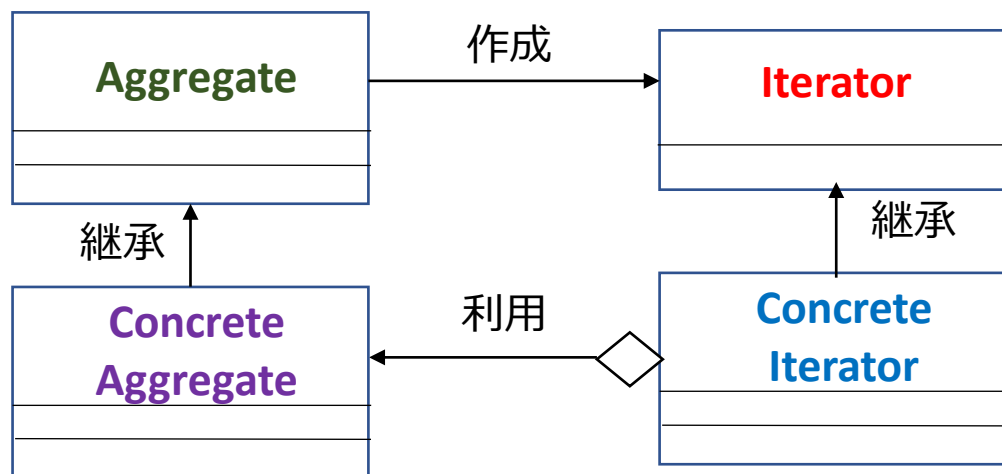 Aggregate
作成
Iterator
継承
継承
Concrete
Aggregate
利用
Concrete
Iterator